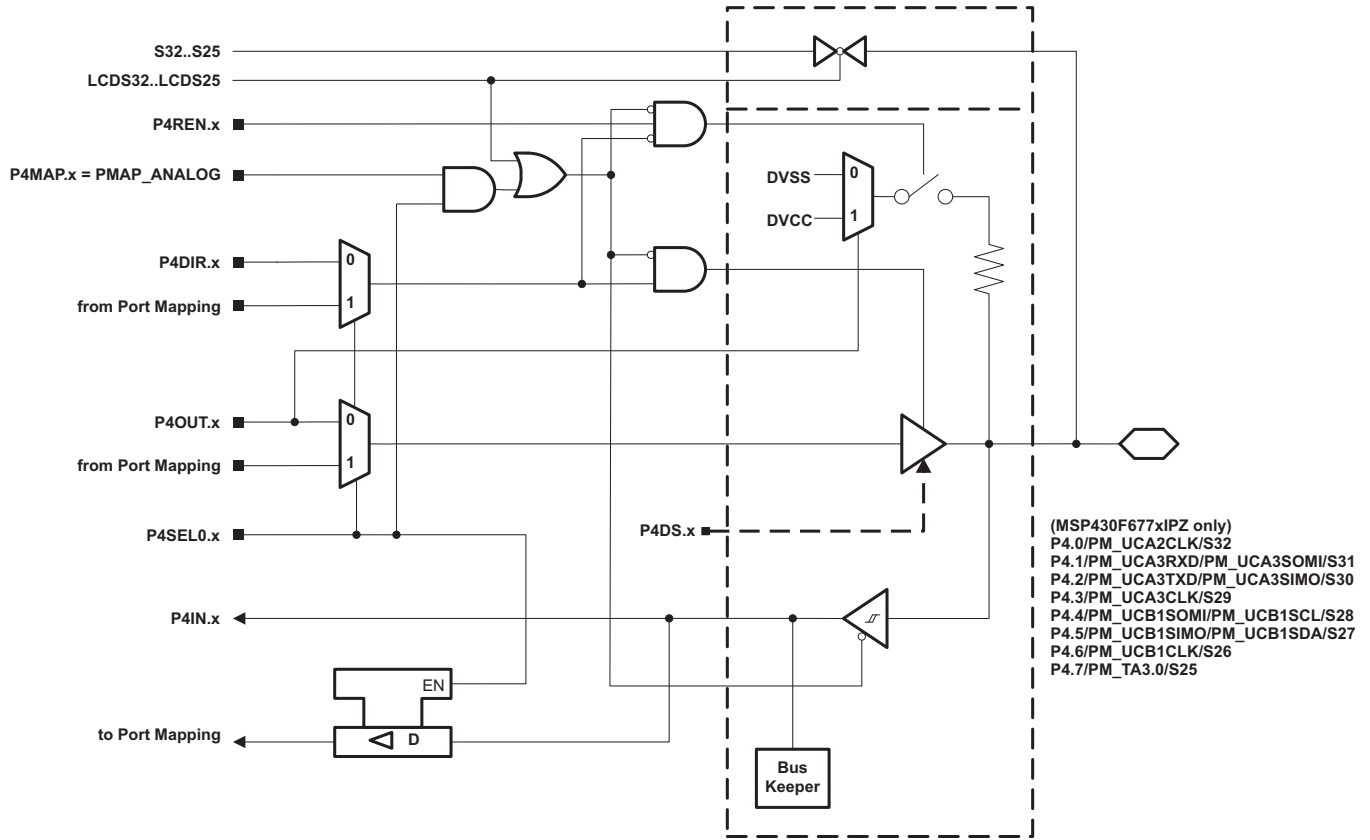 S32..S25
LCDS32..LCDS25
P4REN.x
P4MAP.x = PMAP_ANALOG
DVSS
0
DVCC
1
P4DIR.x
0
from Port Mapping
1
P4OUT.x
0
from Port Mapping
1
P4SEL0.x
P4DS.x
(MSP430F677xIPZ only)
P4.0/PM_UCA2CLK/S32
P4.1/PM_UCA3RXD/PM_UCA3SOMI/S31
P4.2/PM_UCA3TXD/PM_UCA3SIMO/S30
P4.3/PM_UCA3CLK/S29
P4.4/PM_UCB1SOMI/PM_UCB1SCL/S28
P4.5/PM_UCB1SIMO/PM_UCB1SDA/S27
P4.6/PM_UCB1CLK/S26
P4.7/PM_TA3.0/S25
P4IN.x
EN
to Port Mapping
D
Bus
Keeper